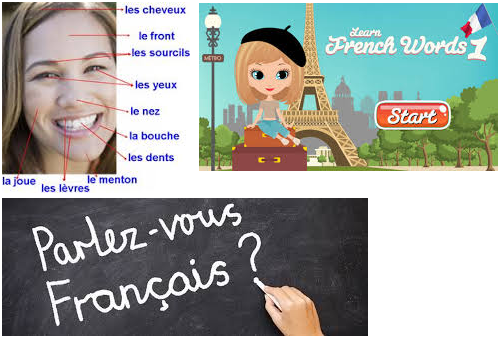 les cheveux
le front
les sourcils
les yeux
le nez
la bouche
les dents
le menton
la joue
les lèvres
METRO
Learn
French Words 1
Start
Parlez-vous
Français ?